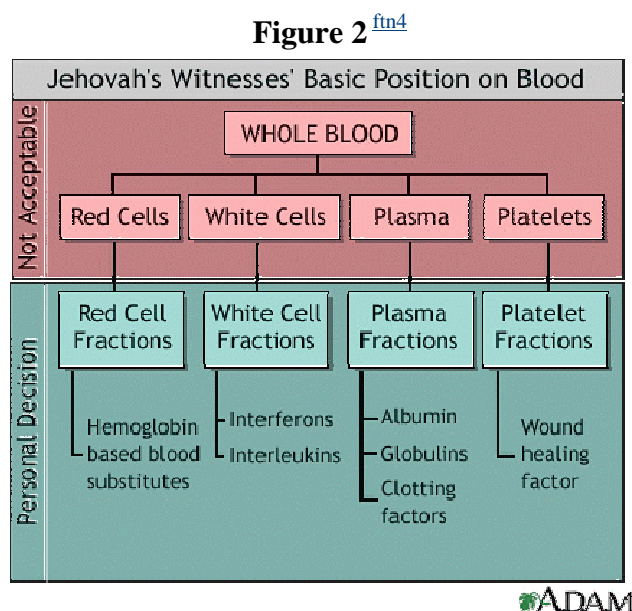 Figure 2 ftn4
Jehovah's Witnesses' Basic Position on Blood
Not Acceptable
WHOLE BLOOD
Red Cells
White Cells
Plasma
Platelets
Personal Decision
Red Cell
Fractions
White Cell
Fractions
Plasma
Fractions
Platelet
Fractions
Hemoglobin
based blood
substitutes
Interferons
Interleukins
Albumin
Globulins
Clotting
factors
Wound
healing
factor
ADAM